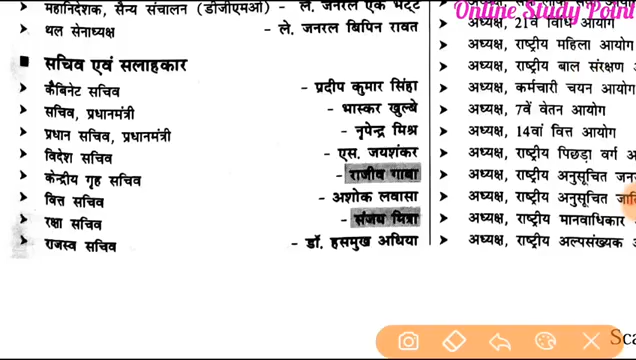 Online Study Point
महानिदेशक, सैन्य संचालन (डीजीएमओ) – ले. जनरल एके भट्ट
थल सेनाध्यक्ष – ले. जनरल बिपिन रावत
■ सचिव एवं सलाहकार
कैबिनेट सचिव – प्रदीप कुमार सिंहा
सचिव, प्रधानमंत्री – भास्कर खुल्बे
प्रधान सचिव, प्रधानमंत्री – नृपेन्द्र मिश्र
विदेश सचिव – एस. जयशंकर
केन्द्रीय गृह सचिव – राजीव गाबा
वित्त सचिव – अशोक लवासा
रक्षा सचिव – संजय मित्रा
राजस्व सचिव – डॉ. हसमुख अधिया
अध्यक्ष, 21वें विधि आयोग
अध्यक्ष, राष्ट्रीय महिला आयोग
अध्यक्ष, राष्ट्रीय बाल संरक्षण
अध्यक्ष, कर्मचारी चयन आयोग
अध्यक्ष, 7वें वेतन आयोग
अध्यक्ष, 14वां वित्त आयोग
अध्यक्ष, राष्ट्रीय पिछड़ा वर्ग
अध्यक्ष, राष्ट्रीय अनुसूचित
अध्यक्ष, राष्ट्रीय अनुसूचित
अध्यक्ष, राष्ट्रीय मानवाधिकार
अध्यक्ष, राष्ट्रीय अल्पसंख्यक